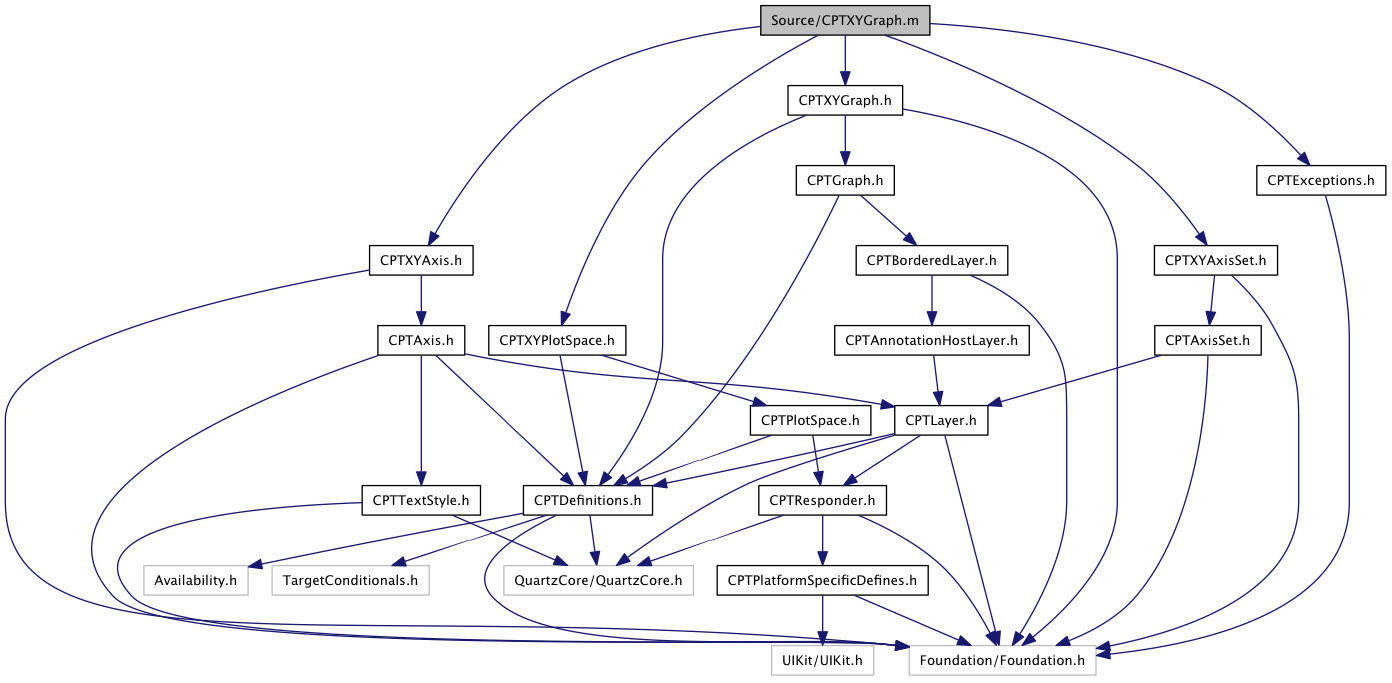 Source/CPTXYGraph.m
CPTXYGraph.h
CPTGraph.h
CPTExceptions.h
CPTXYAxis.h
CPTBorderedLayer.h
CPTXYAxisSet.h
CPTAxis.h
CPTXYPlotSpace.h
CPTAnnotationHostLayer.h
CPTAxisSet.h
CPTPlotSpace.h
CPTLayer.h
CPTTextStyle.h
CPTDefinitions.h
CPTResponder.h
Availability.h
TargetConditionals.h
QuartzCore/QuartzCore.h
CPTPlatformSpecificDefines.h
UIKit/UIKit.h
Foundation/Foundation.h